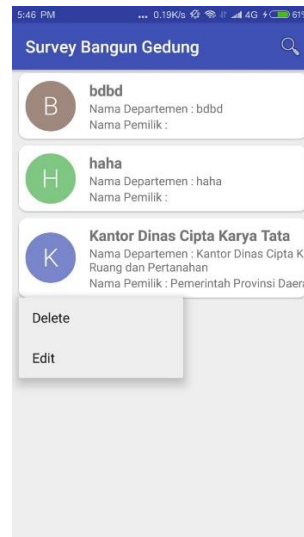 5:46 PM ... 0.19K/s 4G 61%
Survey Bangun Gedung
B
bdbd
Nama Departemen : bdbd
Nama Pemilik :
H
haha
Nama Departemen : haha
Nama Pemilik :
K
Kantor Dinas Cipta Karya Tata
Nama Departemen : Kantor Dinas Cipta K
Ruang dan Pertanahan
Nama Pemilik : Pemerintah Provinsi Daera
Delete
Edit